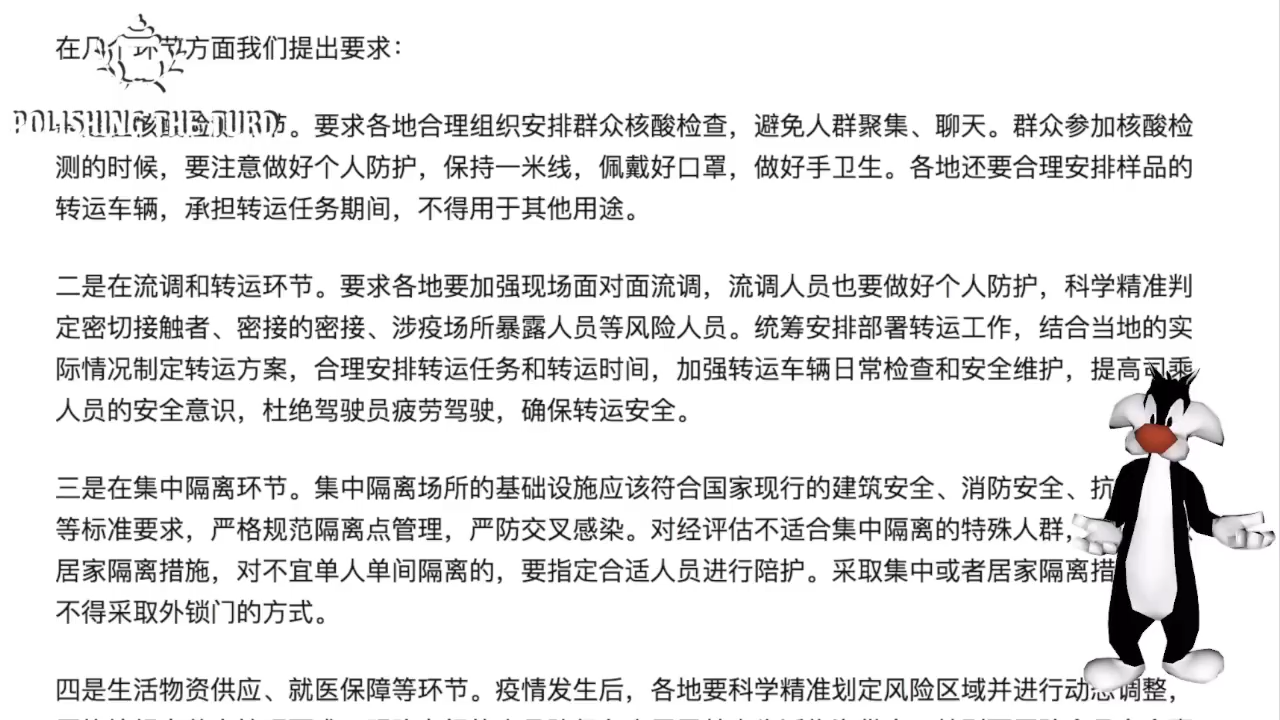 在几个环节方面我们提出要求：
POLISHING THE TURD
核酸检测环节。要求各地合理组织安排群众核酸检查，避免人群聚集、聊天。群众参加核酸检
测的时候，要注意做好个人防护，保持一米线，佩戴好口罩，做好手卫生。各地还要合理安排样品的
转运车辆，承担转运任务期间，不得用于其他用途。
二是在流调和转运环节。要求各地要加强现场面对面流调，流调人员也要做好个人防护，科学精准判
定密切接触者、密接的密接、涉疫场所暴露人员等风险人员。统筹安排部署转运工作，结合当地的实
际情况制定转运方案，合理安排转运任务和转运时间，加强转运车辆日常检查和安全维护，提高司乘
人员的安全意识，杜绝驾驶员疲劳驾驶，确保转运安全。
三是在集中隔离环节。集中隔离场所的基础设施应该符合国家现行的建筑安全、消防安全、抗
等标准要求，严格规范隔离点管理，严防交叉感染。对经评估不适合集中隔离的特殊人群，
居家隔离措施，对不宜单人单间隔离的，要指定合适人员进行陪护。采取集中或者居家隔离措
不得采取外锁门的方式。
四是生活物资供应、就医保障等环节。疫情发生后，各地要科学精准划定风险区域并进行动态调整，